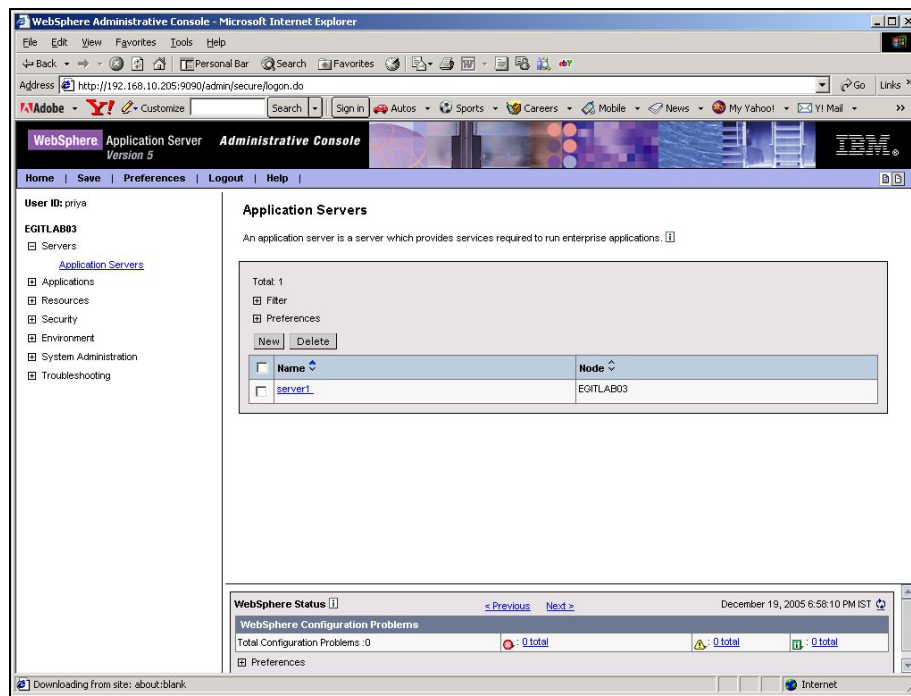 WebSphere Administrative Console - Microsoft Internet Explorer
File Edit View Favorites Tools Help
Back Personal Bar Search Favorites
Address http://192.168.10.205:9090/admin/secure/logon.do Go Links »
Adobe Y! Customize Search Sign in Autos Sports Careers Mobile News My Yahoo! Y! Mail »
WebSphere Application Server Administrative Console IBM
Version 5
Home | Save | Preferences | Logout | Help |
User ID: priya
EGITLAB03
Servers
Application Servers
Applications
Resources
Security
Environment
System Administration
Troubleshooting
Application Servers
An application server is a server which provides services required to run enterprise applications. i
Total: 1
Filter
Preferences
New Delete
Name Node
server1 EGITLAB03
WebSphere Status i < Previous Next > December 19, 2005 6:58:10 PM IST
WebSphere Configuration Problems
Total Configuration Problems :0 : 0 total : 0 total : 0 total
Preferences
Downloading from site: about:blank Internet